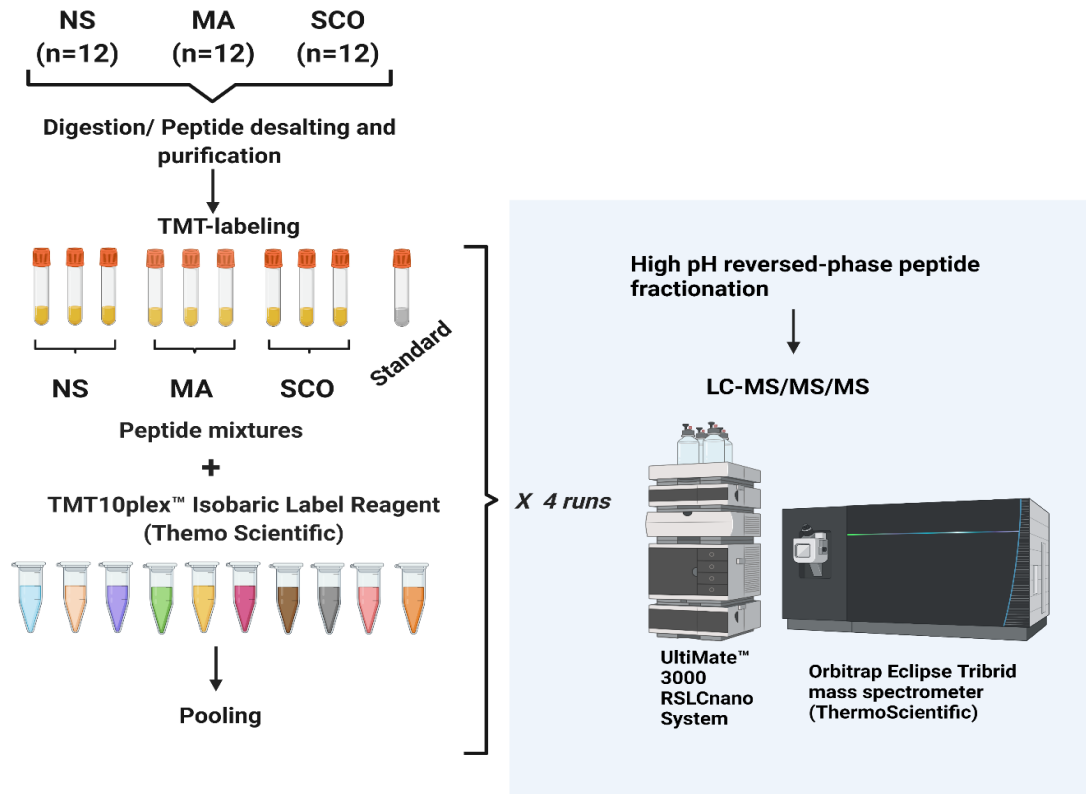 NS
(n=12)
MA
(n=12)
SCO
(n=12)
Digestion/ Peptide desalting and
purification
TMT-labeling
Standard
NS
MA
SCO
Peptide mixtures
+
TMT10plex™ Isobaric Label Reagent
(Themo Scientific)
Pooling
X 4 runs
High pH reversed-phase peptide
fractionation
LC-MS/MS/MS
UltiMate™
3000
RSLCnano
System
Orbitrap Eclipse Tribrid
mass spectrometer
(ThermoScientific)